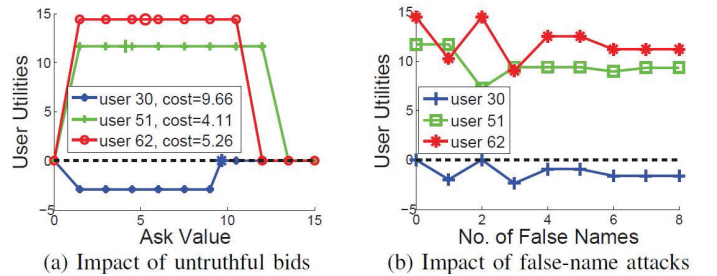 User Utilities
15
10
5
0
−5
user 30, cost=9.66
user 51, cost=4.11
user 62, cost=5.26
0 5 10 15
Ask Value
(a) Impact of untruthful bids
User Utilities
15
10
5
0
−5
user 30
user 51
user 62
0 2 4 6 8
No. of False Names
(b) Impact of false-name attacks